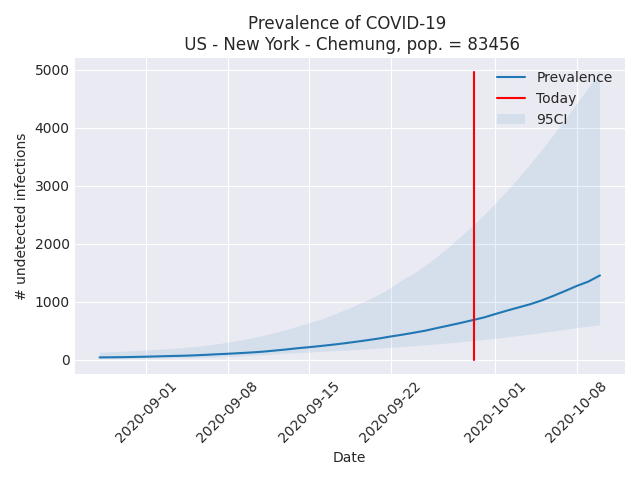 Prevalence of COVID-19
US - New York - Chemung, pop. = 83456
# undetected infections
5000
4000
3000
2000
1000
0
Prevalence
Today
95CI
2020-09-01
2020-09-08
2020-09-15
2020-09-22
2020-10-01
2020-10-08
Date